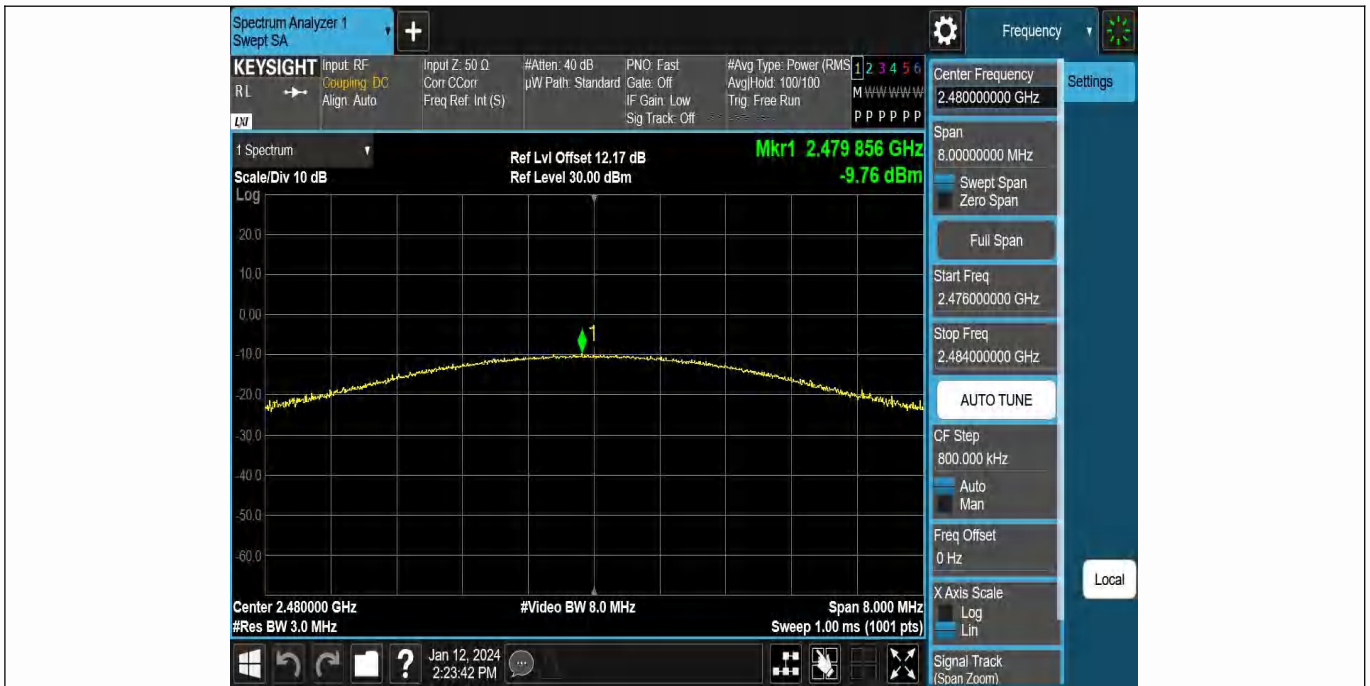 Spectrum Analyzer 1
Swept SA
Frequency
KEYSIGHT
RL
LXI
Input: RF
Coupling: DC
Align: Auto
Input Z: 50 Ω
Corr CCorr
Freq Ref: Int (S)
#Atten: 40 dB
µW Path: Standard
PNO: Fast
Gate: Off
IF Gain: Low
Sig Track: Off
#Avg Type: Power (RMS
Avg|Hold: 100/100
Trig: Free Run
1 2 3 4 5 6
M W W W W W
P P P P P P
Center Frequency
2.480000000 GHz
Settings
1 Spectrum
Scale/Div 10 dB
Ref Lvl Offset 12.17 dB
Ref Level 30.00 dBm
Mkr1 2.479 856 GHz
-9.76 dBm
Log
20.0
10.0
0.00
-10.0
-20.0
-30.0
-40.0
-50.0
-60.0
1
Span
8.00000000 MHz
Swept Span
Zero Span
Full Span
Start Freq
2.476000000 GHz
Stop Freq
2.484000000 GHz
AUTO TUNE
CF Step
800.000 kHz
Auto
Man
Freq Offset
0 Hz
X Axis Scale
Log
Lin
Signal Track
(Span Zoom)
Local
Center 2.480000 GHz
#Res BW 3.0 MHz
#Video BW 8.0 MHz
Span 8.000 MHz
Sweep 1.00 ms (1001 pts)
?
Jan 12, 2024
2:23:42 PM